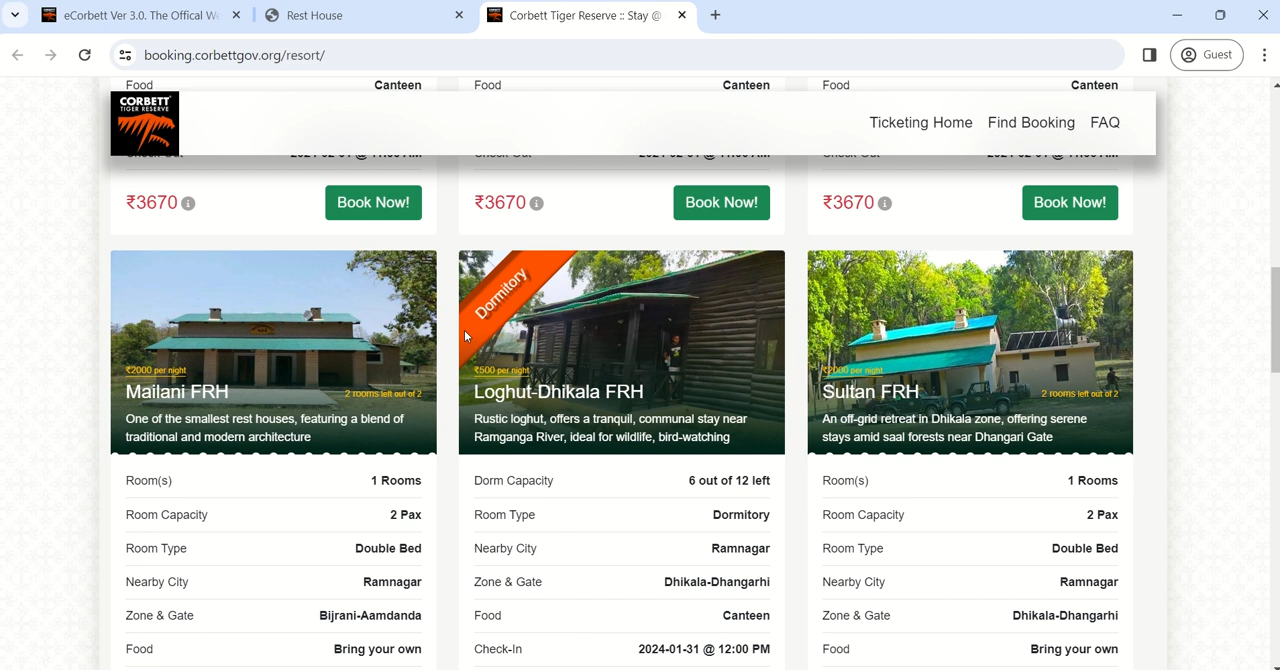 eCorbett Ver 3.0. The Offical W
Rest House
Corbett Tiger Reserve :: Stay @
booking.corbettgov.org/resort/
Guest
Food Canteen
Food Canteen
Food Canteen
CORBETT
TIGER RESERVE
Ticketing Home Find Booking FAQ
₹3670 Book Now!
₹3670 Book Now!
₹3670 Book Now!
₹2000 per night
Mailani FRH
2 rooms left out of 2
One of the smallest rest houses, featuring a blend of
traditional and modern architecture
Room(s) 1 Rooms
Room Capacity 2 Pax
Room Type Double Bed
Nearby City Ramnagar
Zone & Gate Bijrani-Aamdanda
Food Bring your own
Dormitory
₹500 per night
Loghut-Dhikala FRH
Rustic loghut, offers a tranquil, communal stay near
Ramganga River, ideal for wildlife, bird-watching
Dorm Capacity 6 out of 12 left
Room Type Dormitory
Nearby City Ramnagar
Zone & Gate Dhikala-Dhangarhi
Food Canteen
Check-In 2024-01-31 @ 12:00 PM
₹2000 per night
Sultan FRH
2 rooms left out of 2
An off-grid retreat in Dhikala zone, offering serene
stays amid saal forests near Dhangari Gate
Room(s) 1 Rooms
Room Capacity 2 Pax
Room Type Double Bed
Nearby City Ramnagar
Zone & Gate Dhikala-Dhangarhi
Food Bring your own